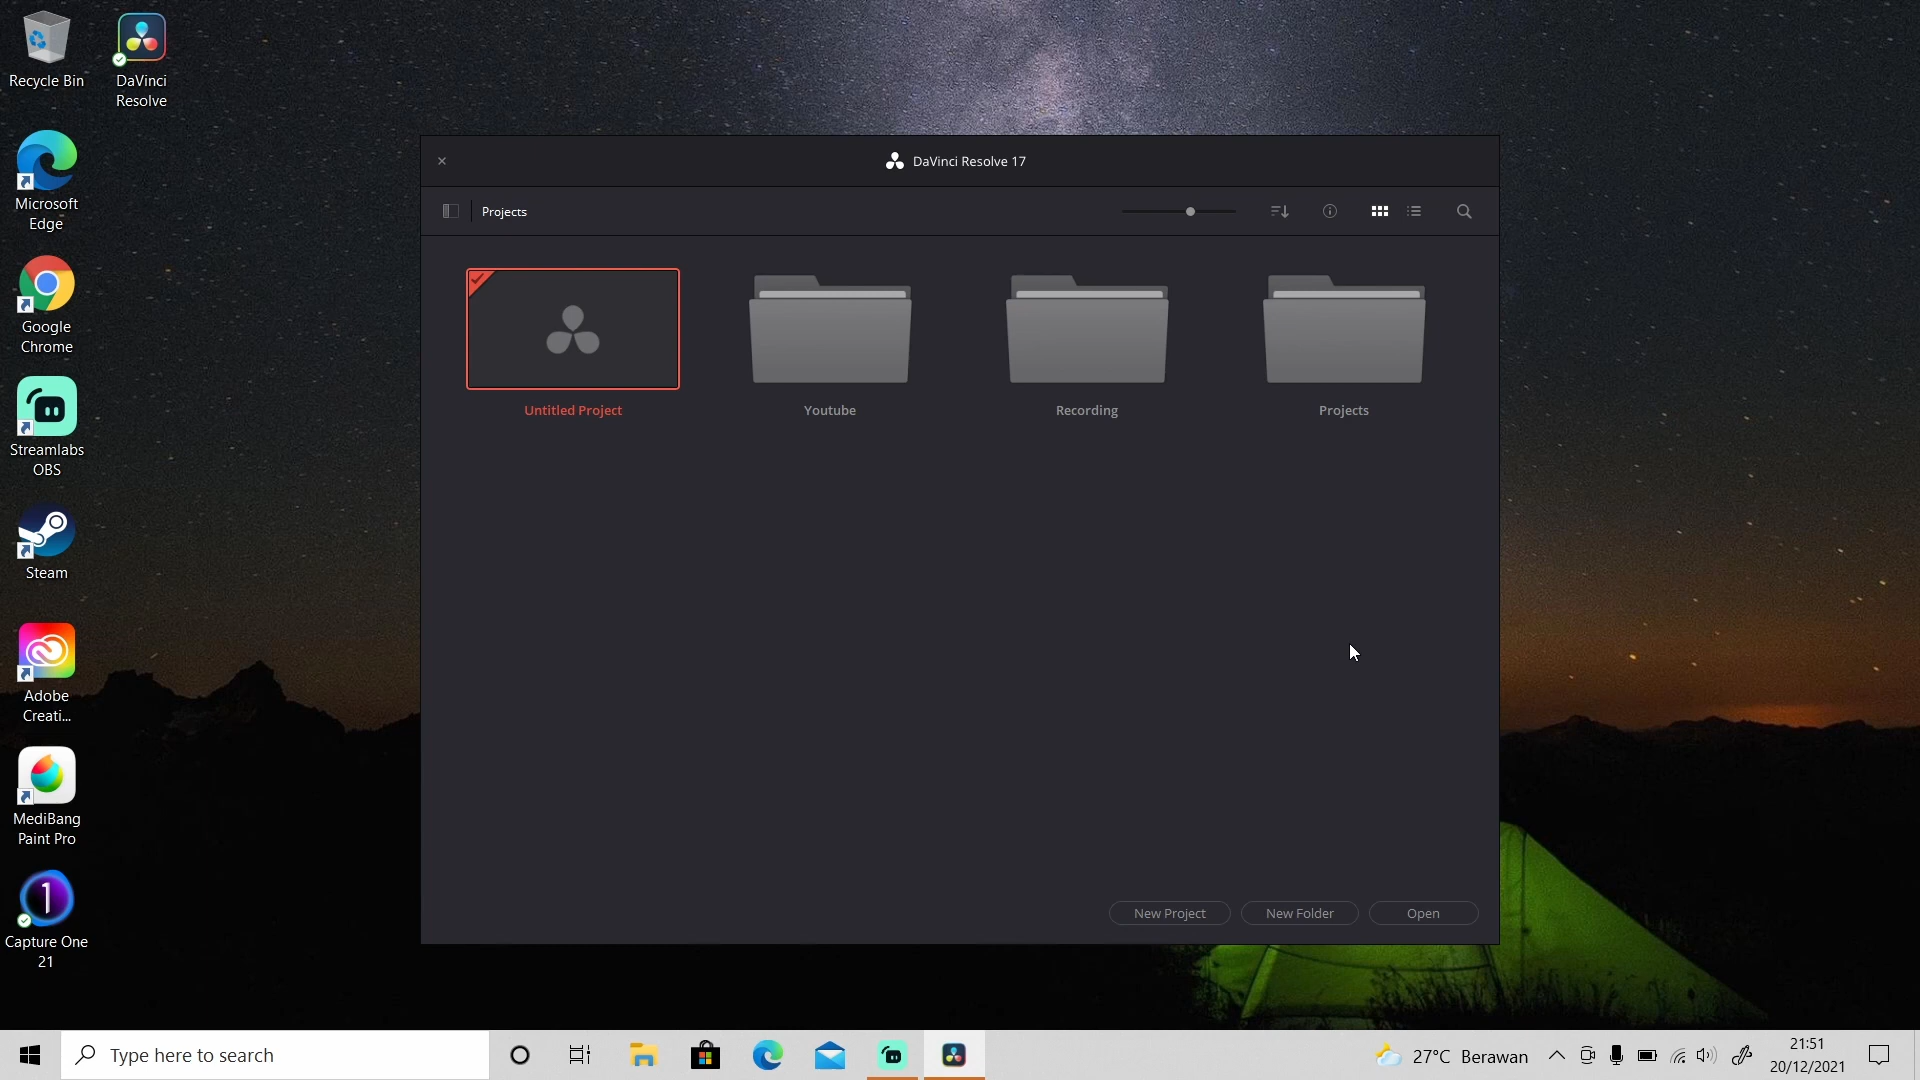 Recycle Bin
DaVinci
Resolve
Microsoft
Edge
Google
Chrome
Streamlabs
OBS
Steam
Adobe
Creati...
MediBang
Paint Pro
Capture One
21
DaVinci Resolve 17
Projects
Untitled Project
Youtube
Recording
Projects
New Project
New Folder
Open
Type here to search
27°C Berawan
21:51
20/12/2021